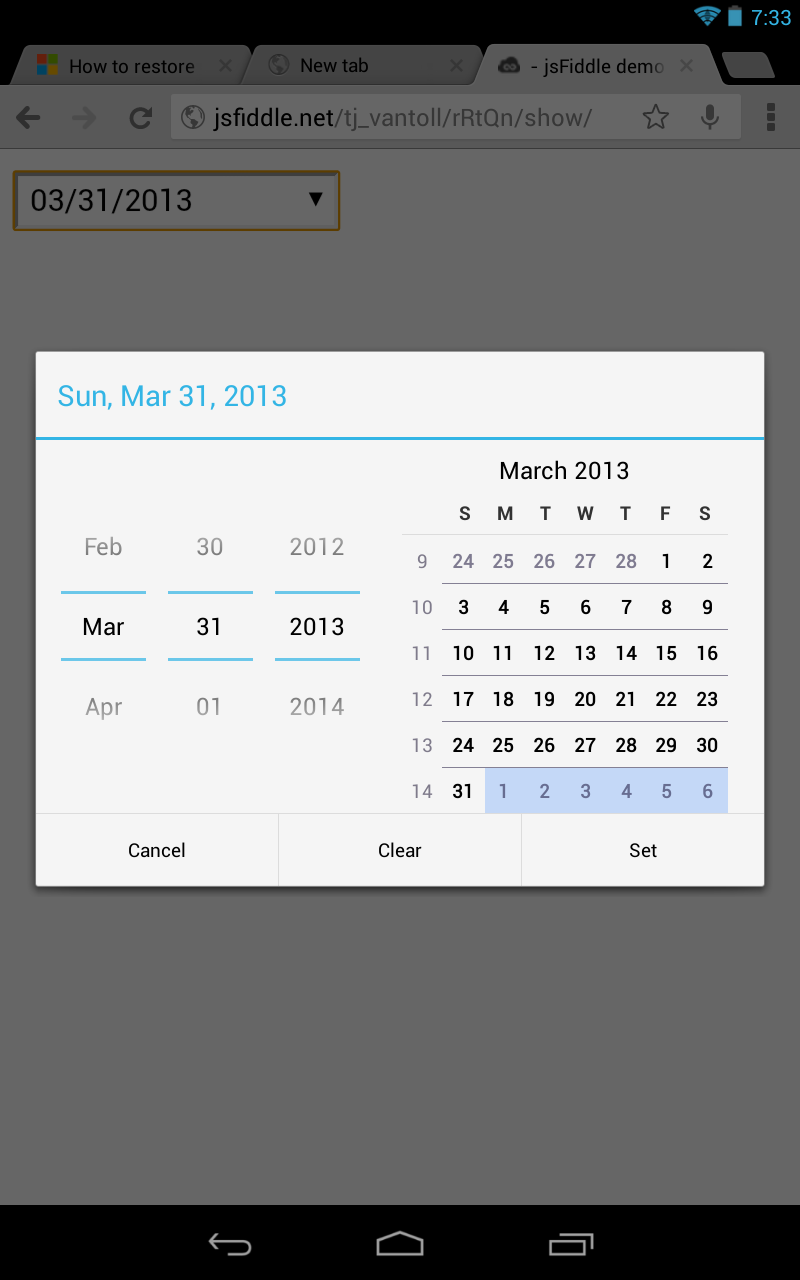 7:33
How to restore
New tab
- jsFiddle demo
jsfiddle.net/tj_vantoll/rRtQn/show/
03/31/2013
Sun, Mar 31, 2013
March 2013
S M T W T F S
Feb 30 2012
9 24 25 26 27 28 1 2
10 3 4 5 6 7 8 9
Mar 31 2013
11 10 11 12 13 14 15 16
Apr 01 2014
12 17 18 19 20 21 22 23
13 24 25 26 27 28 29 30
14 31 1 2 3 4 5 6
Cancel Clear Set